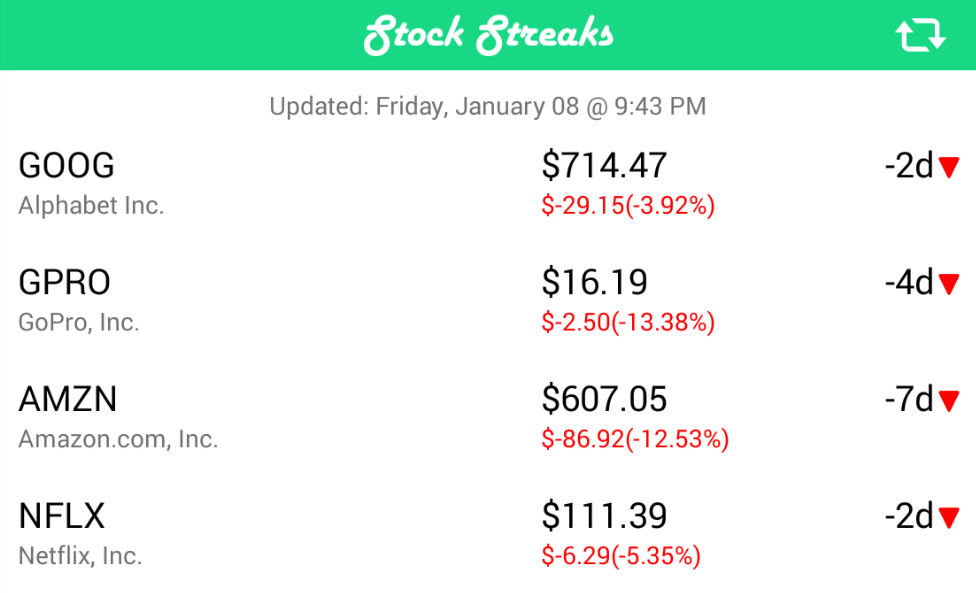 Stock Streaks
Updated: Friday, January 08 @ 9:43 PM
GOOG $714.47 -2d
Alphabet Inc. $-29.15(-3.92%)
GPRO $16.19 -4d
GoPro, Inc. $-2.50(-13.38%)
AMZN $607.05 -7d
Amazon.com, Inc. $-86.92(-12.53%)
NFLX $111.39 -2d
Netflix, Inc. $-6.29(-5.35%)